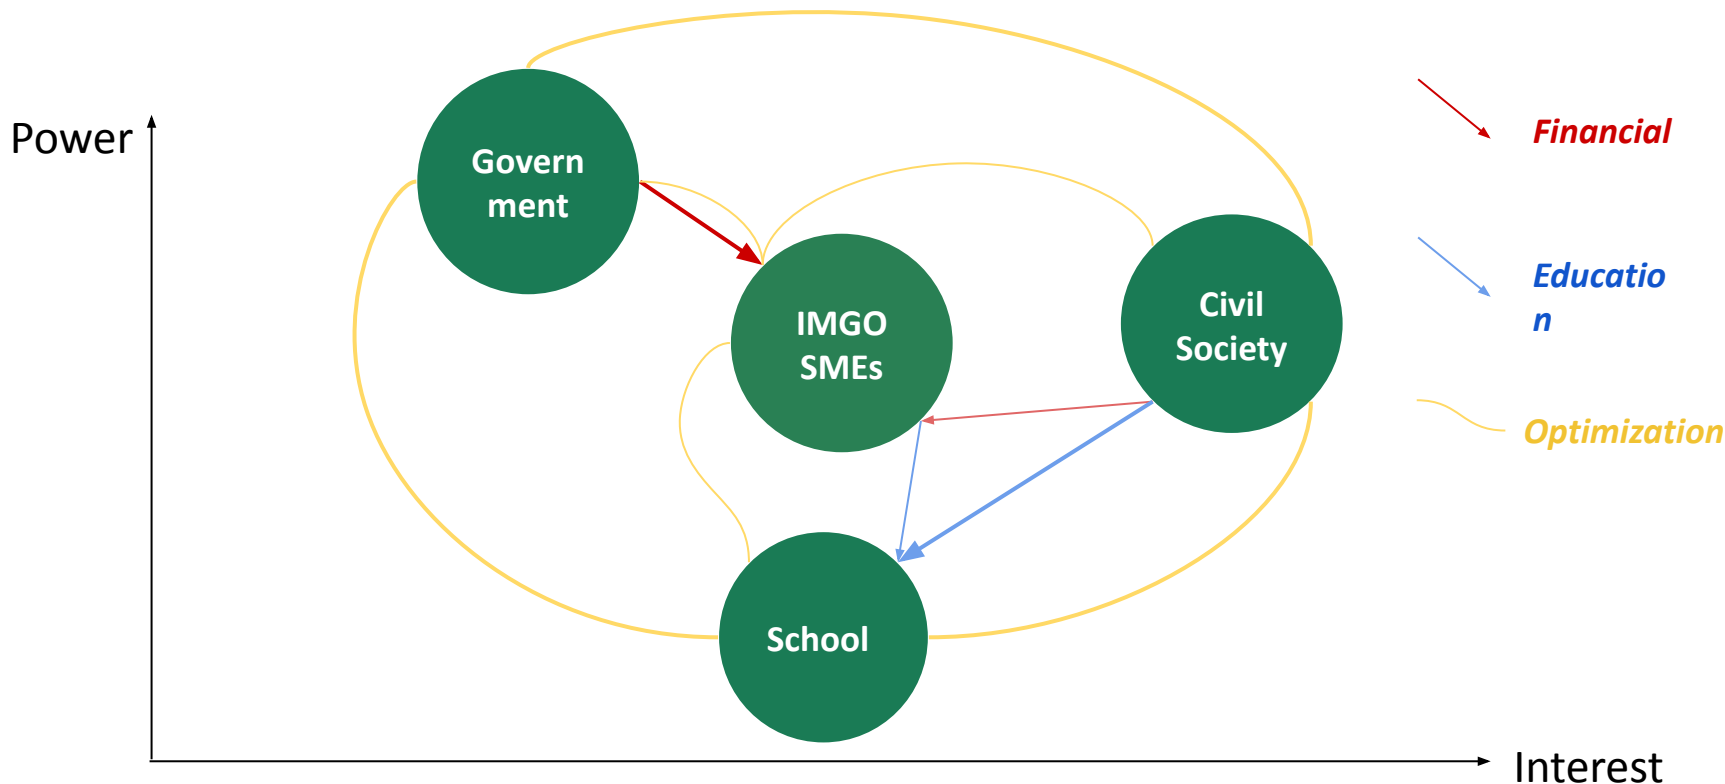 Power
Govern
ment
IMGO
SMEs
Civil
Society
School
Financial
Educatio
n
Optimization
Interest